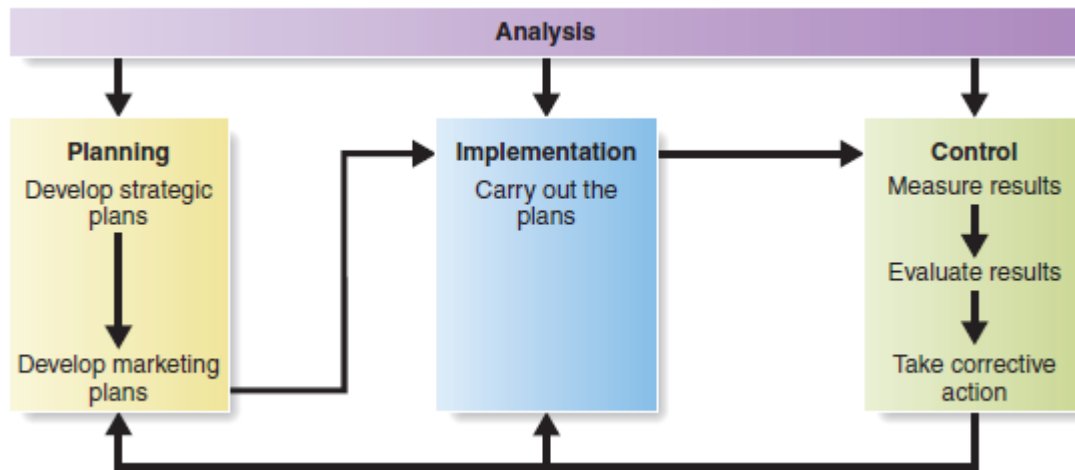 Analysis
Planning
Develop strategic
plans
Develop marketing
plans
Implementation
Carry out the
plans
Control
Measure results
Evaluate results
Take corrective
action